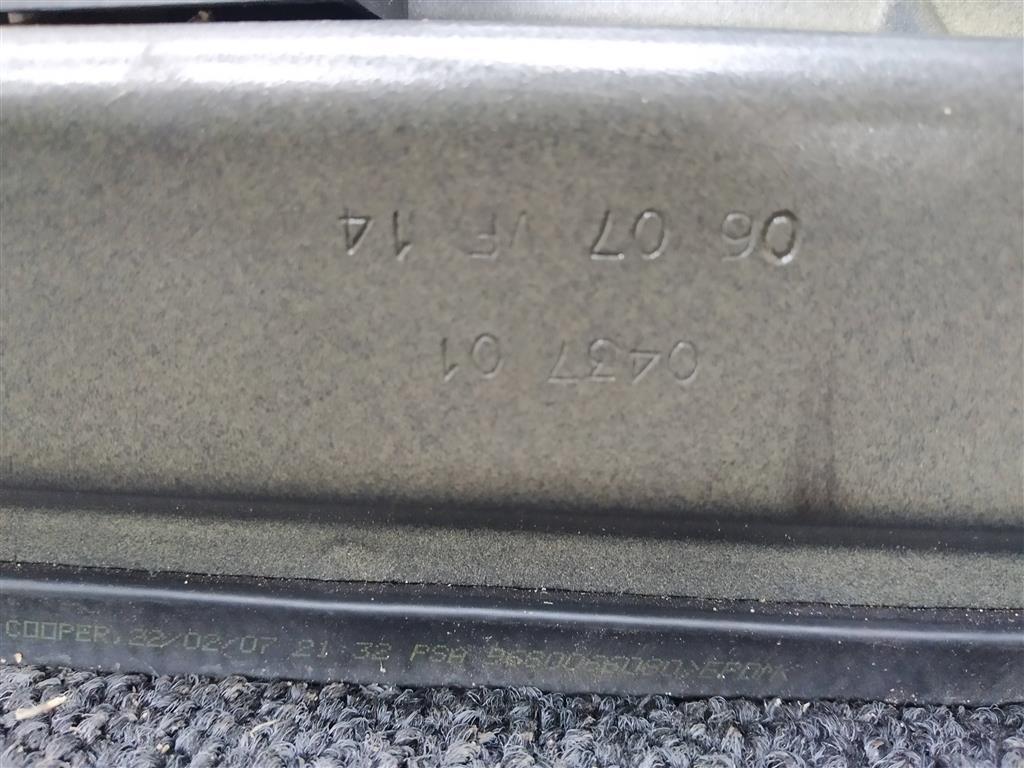 06 07 VF 14
0437 01
COOPER,22/02/07 21:32 PSA